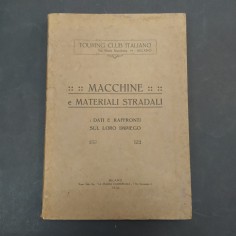 TOURING CLUB ITALIANO
:: :: MACCHINE :: ::
e MATERIALI STRADALI
: DATI E RAFFRONTI
SUL LORO IMPIEGO
MILANO